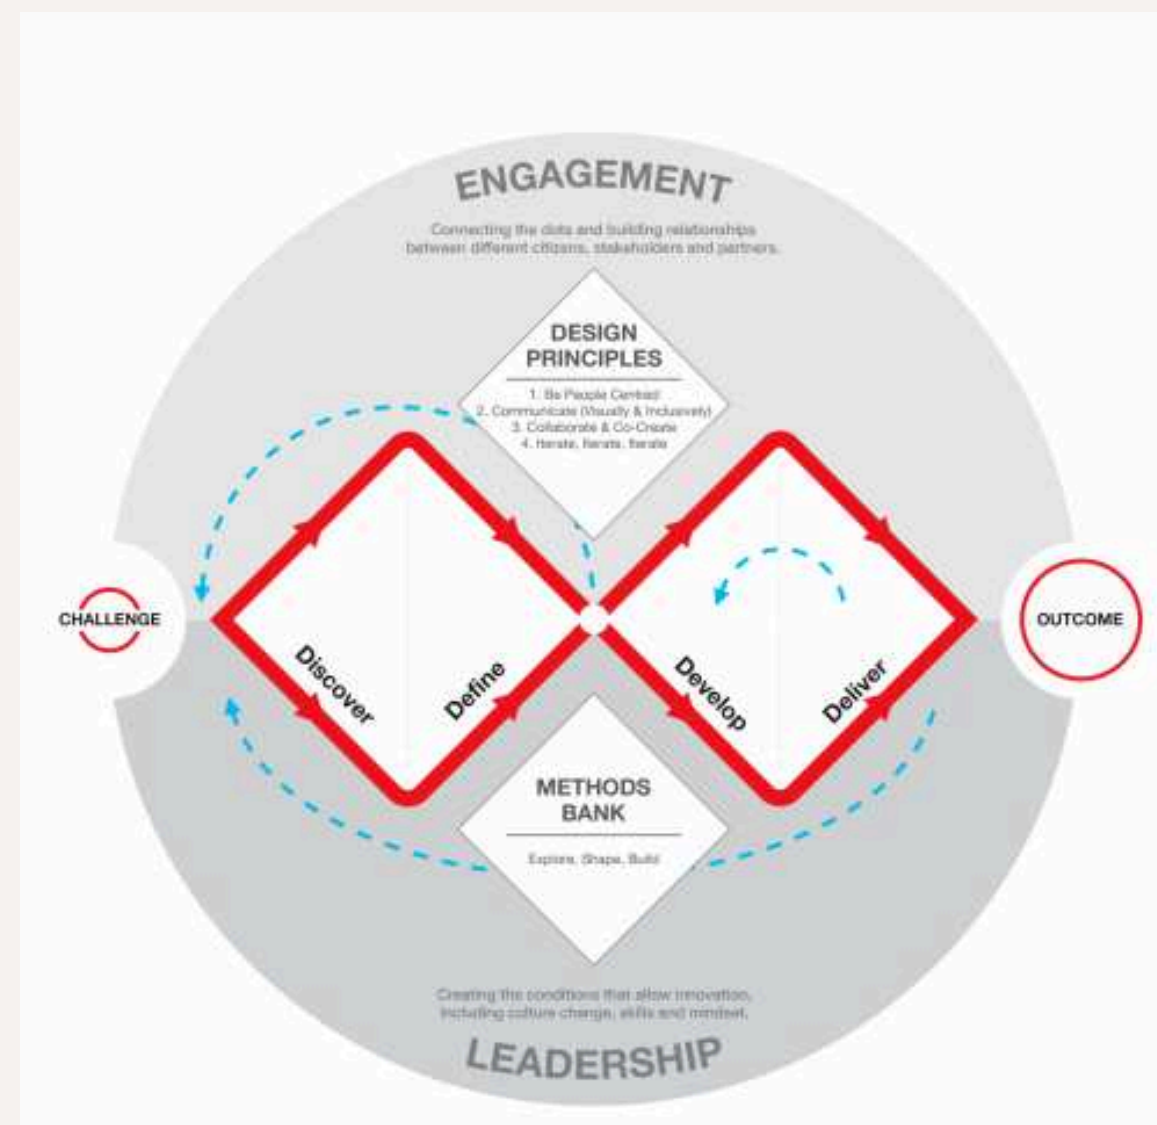 ENGAGEMENT
Connecting the dots and building relationships
between different citizens, stakeholders and partners.
DESIGN
PRINCIPLES
1. Be People Centred
2. Communicate (Visually & Inclusively)
3. Collaborate & Co-Create
4. Iterate, Iterate, Iterate
CHALLENGE
OUTCOME
Discover
Define
Develop
Deliver
METHODS
BANK
Explore, Shape, Build
Creating the conditions that allow innovation,
including culture change, skills and mindset.
LEADERSHIP